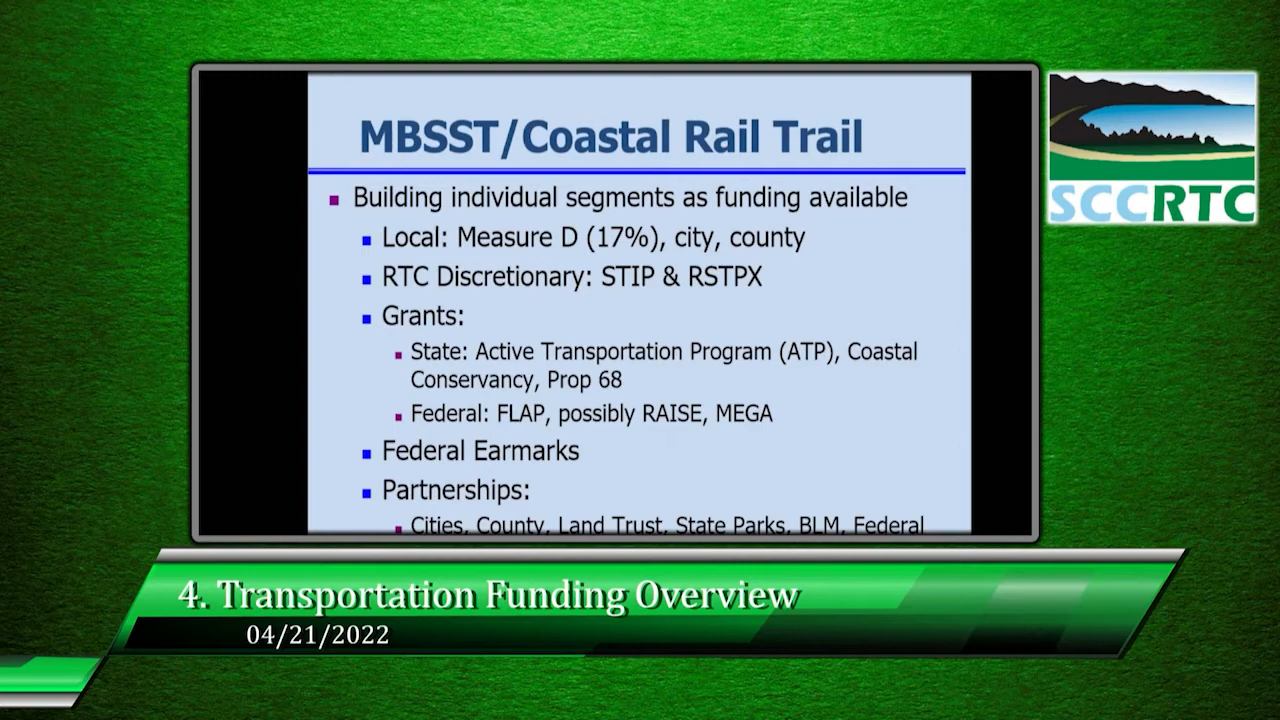 MBSST/Coastal Rail Trail
Building individual segments as funding available
Local: Measure D (17%), city, county
RTC Discretionary: STIP & RSTPX
Grants:
State: Active Transportation Program (ATP), Coastal
Conservancy, Prop 68
Federal: FLAP, possibly RAISE, MEGA
Federal Earmarks
Partnerships:
Cities, County, Land Trust, State Parks, BLM, Federal
SCCRTC
4. Transportation Funding Overview
04/21/2022